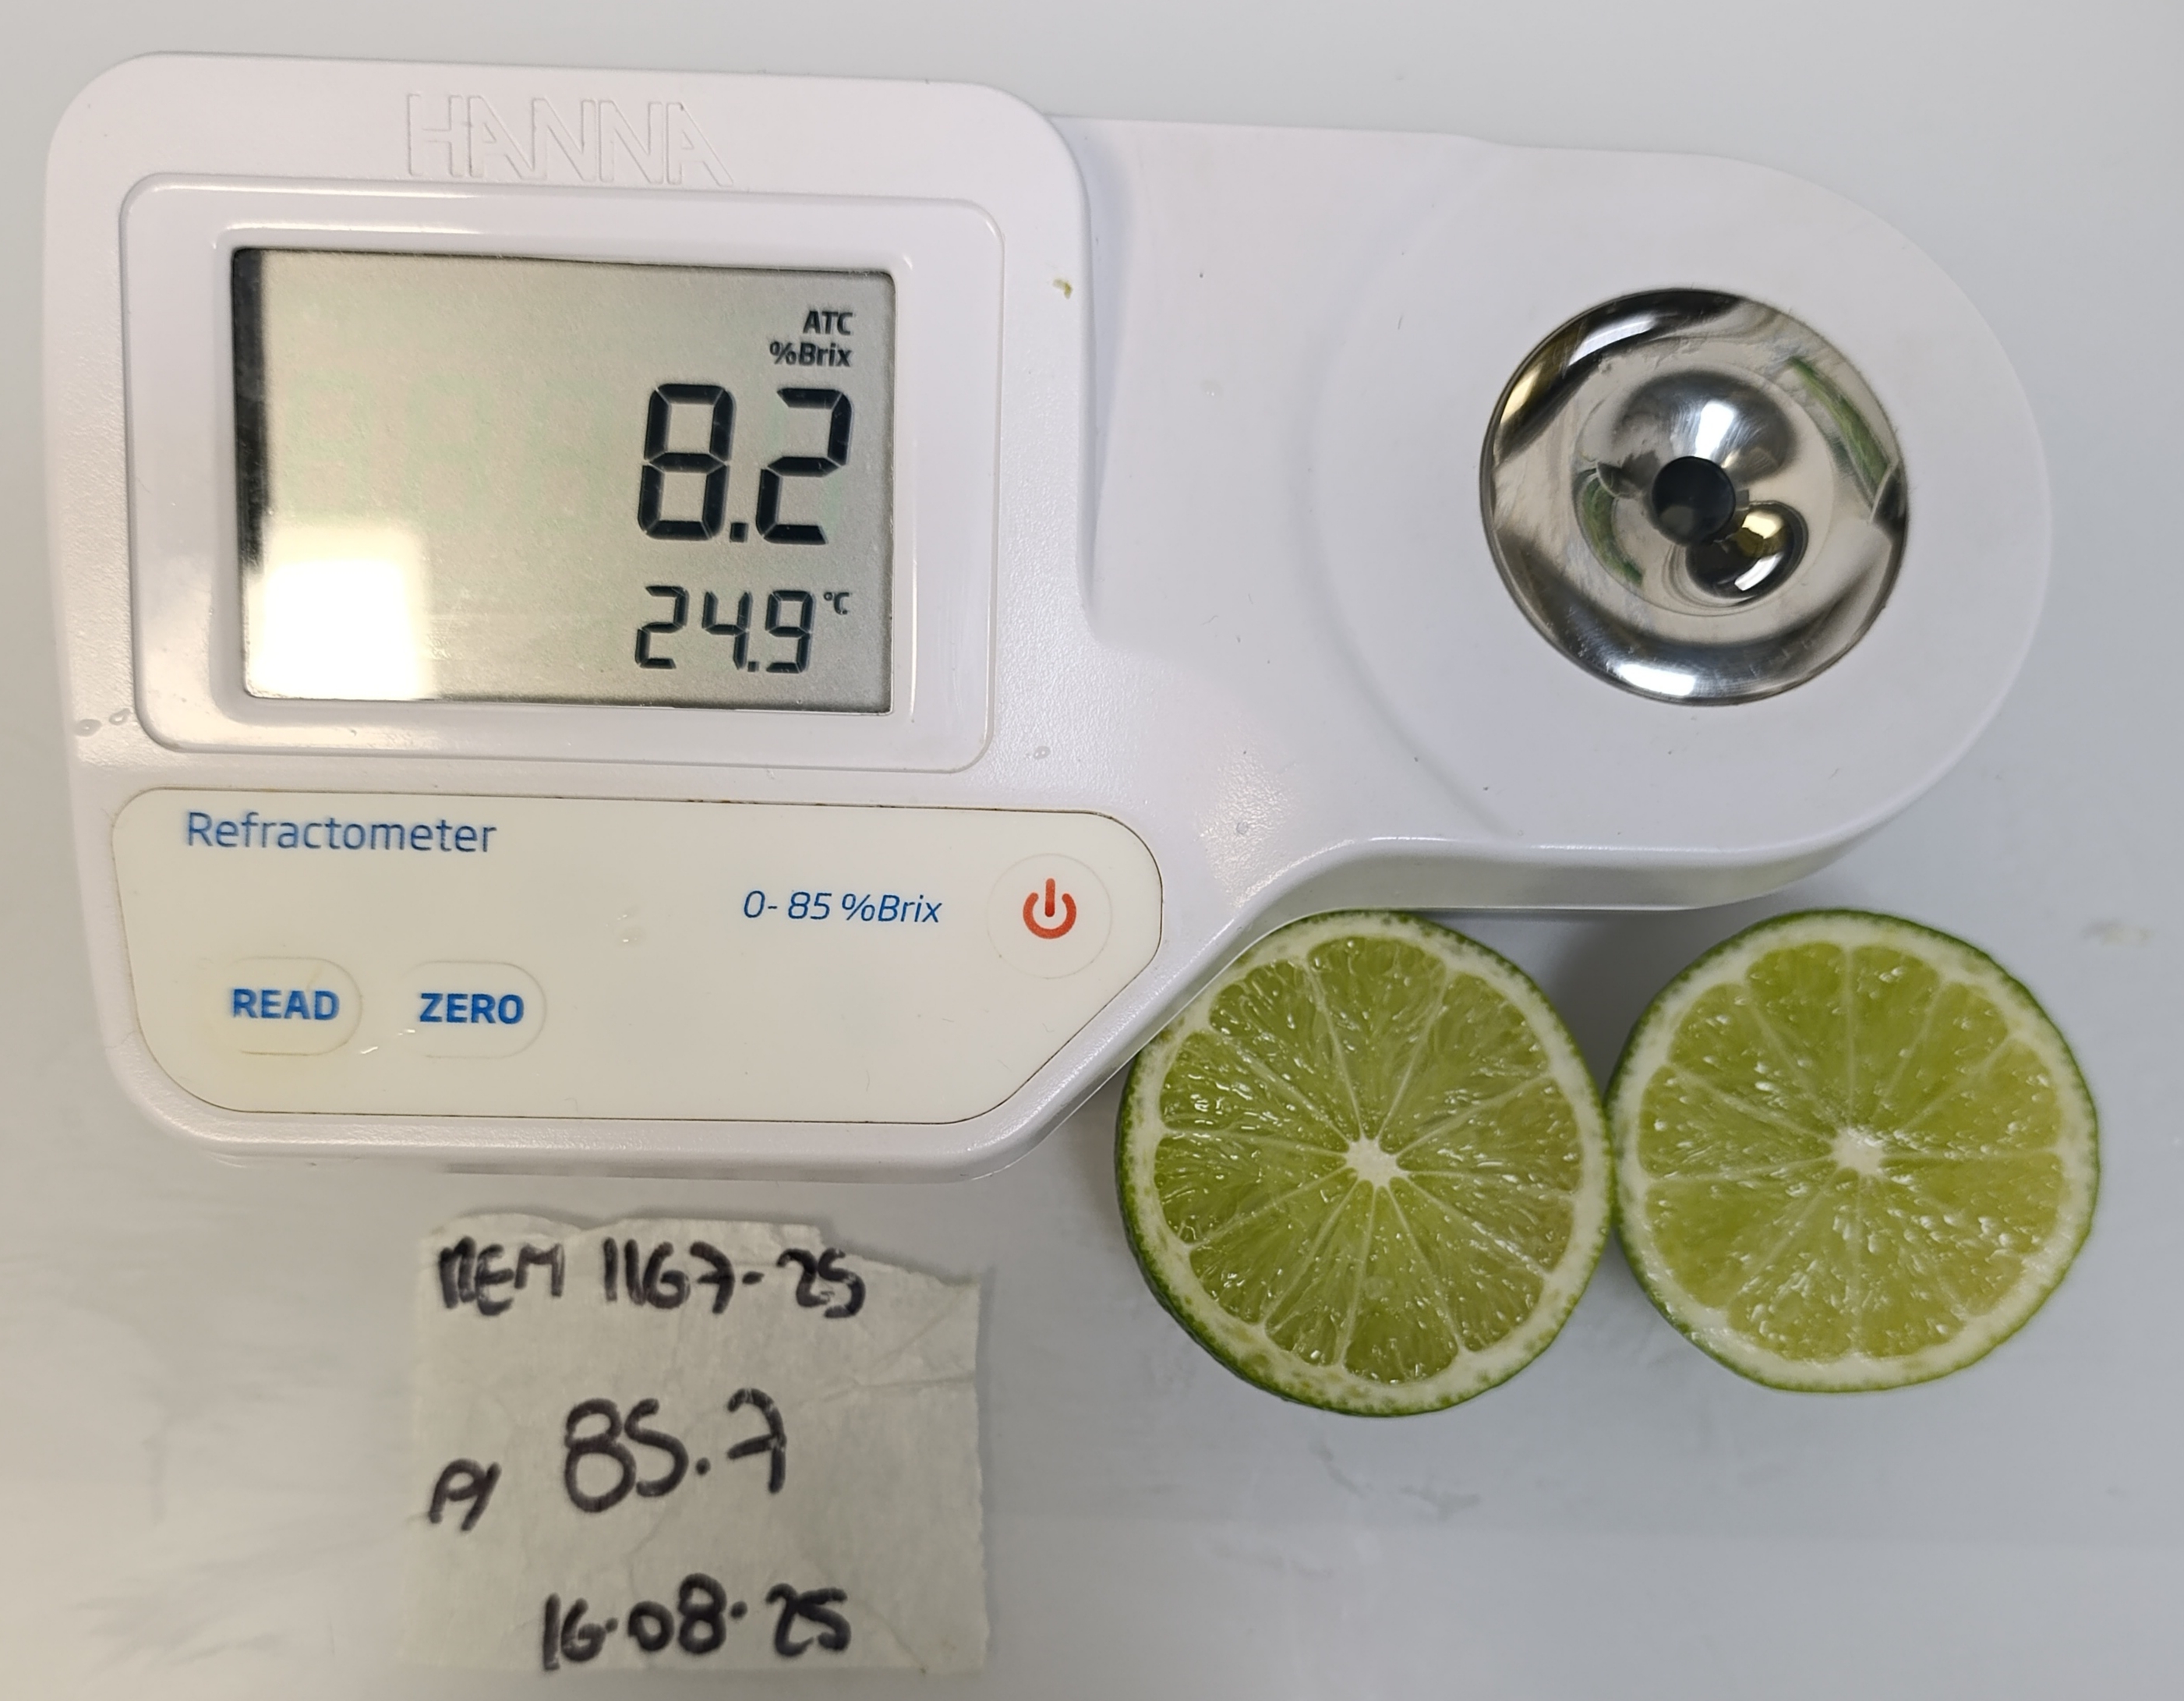 HANNA
ATC
%Brix
8.2
24.9 °C
Refractometer
0-85 %Brix
READ
ZERO
REM 1167-25
85.7
16.08.25